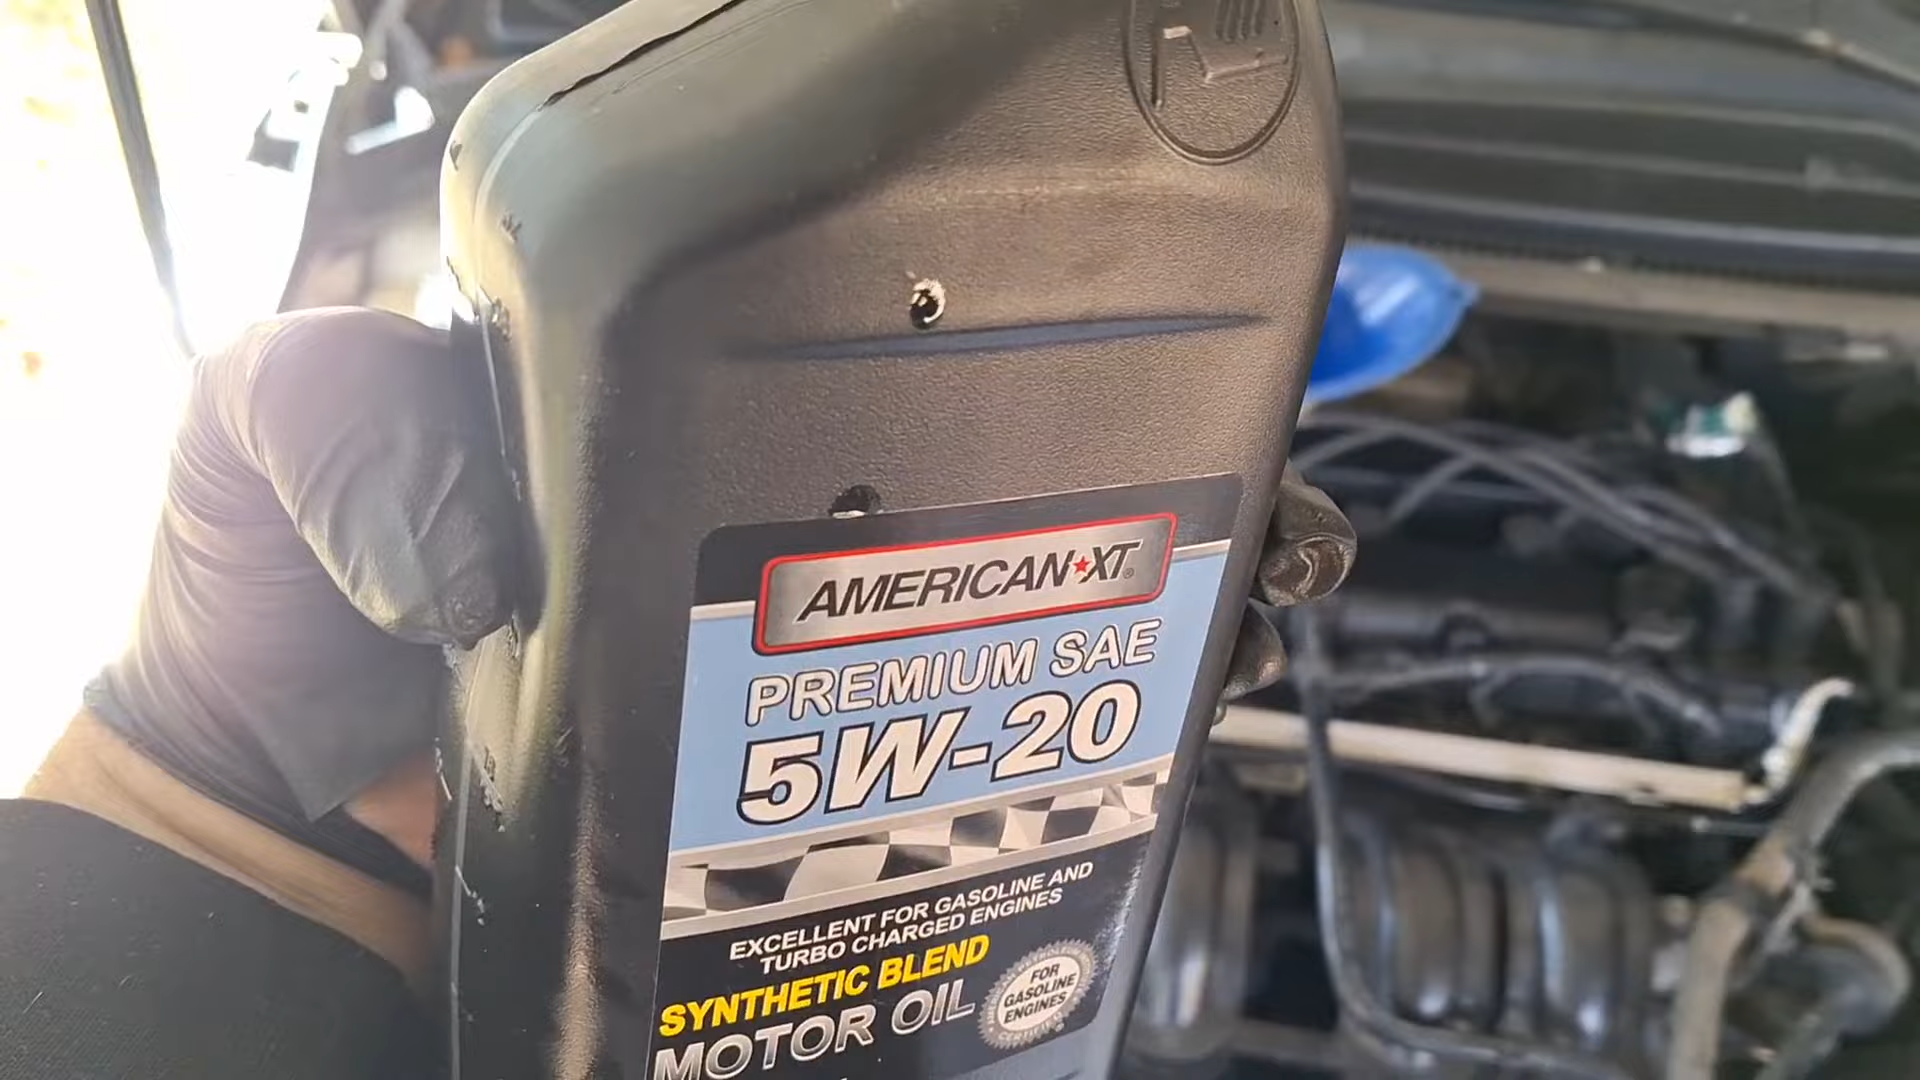 AMERICAN★XT®
PREMIUM SAE
5W-20
EXCELLENT FOR GASOLINE AND
TURBO CHARGED ENGINES
SYNTHETIC BLEND
MOTOR OIL
FOR
GASOLINE
ENGINES
CERTIFIED